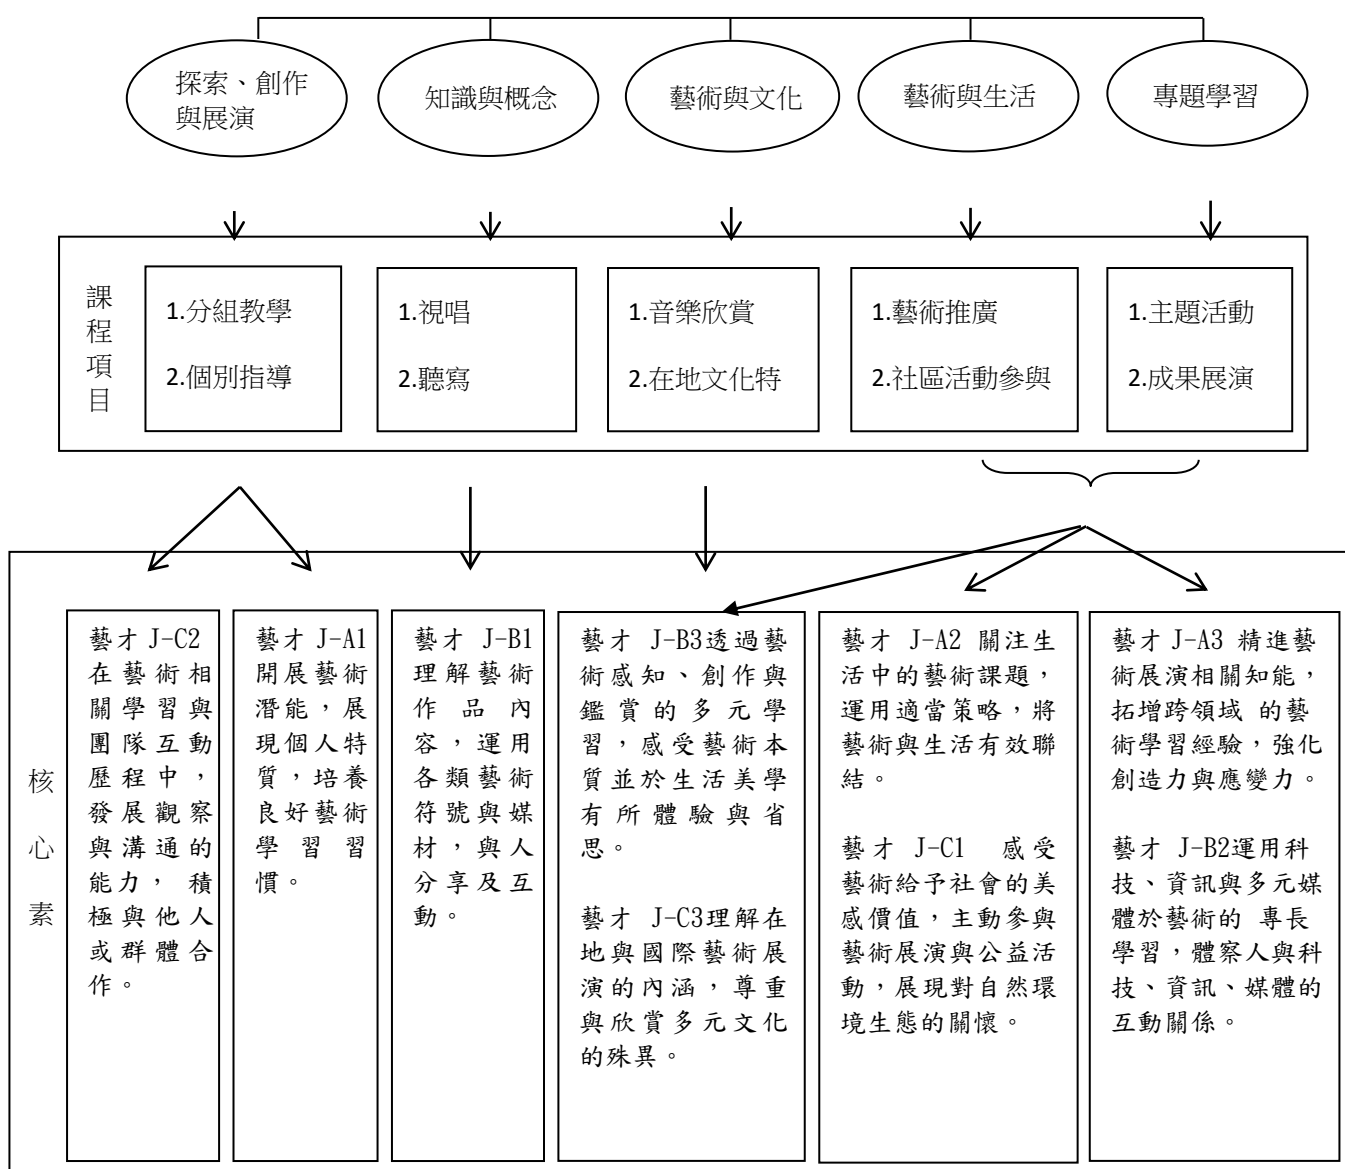 探索、創作
與展演
知識與概念
藝術與文化
藝術與生活
專題學習
課
程
項
目
1.分組教學
2.個別指導
1.視唱
2.聽寫
1.音樂欣賞
2.在地文化特
1.藝術推廣
2.社區活動參與
1.主題活動
2.成果展演
核
心
素
藝才 J-C2
在藝術相
關學習與
團隊互動
歷程中，
發展觀察
與溝通的
能力， 積
極與他人
或群體合
作。
藝才 J-A1
開展藝術
潛能，展
現個人特
質，培養
良好藝術
學習習
慣。
藝才 J-B1
理解藝術
作品內
容，運用
各類藝術
符號與媒
材，與人
分享及互
動。
藝才 J-B3透過藝
術感知、創作與
鑑賞的多元學
習，感受藝術本
質並於生活美學
有所體驗與省
思。
藝才 J-C3理解在
地與國際藝術展
演的內涵，尊重
與欣賞多元文化
的殊異。
藝才 J-A2 關注生
活中的藝術課題，
運用適當策略，將
藝術與生活有效聯
結。
藝才 J-C1 感受
藝術給予社會的美
感價值，主動參與
藝術展演與公益活
動，展現對自然環
境生態的關懷。
藝才 J-A3 精進藝
術展演相關知能，
拓增跨領域 的藝
術學習經驗，強化
創造力與應變力。
藝才 J-B2運用科
技、資訊與多元媒
體於藝術的 專長
學習，體察人與科
技、資訊、媒體的
互動關係。